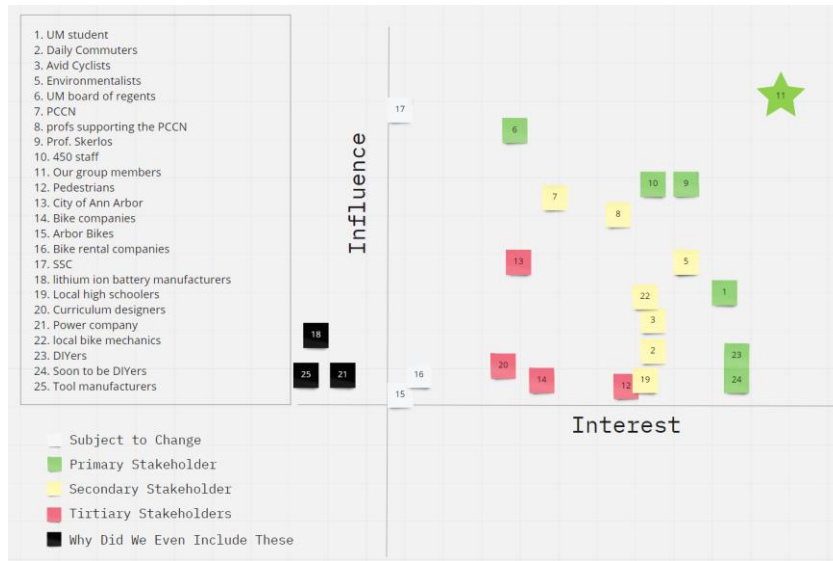 1. UM student
2. Daily Commuters
3. Avid Cyclists
5. Environmentalists
6. UM board of regents
7. PCCN
8. profs supporting the PCCN
9. Prof. Skerlos
10. 450 staff
11. Our group members
12. Pedestrians
13. City of Ann Arbor
14. Bike companies
15. Arbor Bikes
16. Bike rental companies
17. SSC
18. lithium ion battery manufacturers
19. Local high schoolers
20. Curriculum designers
21. Power company
22. local bike mechanics
23. DIYers
24. Soon to be DIYers
25. Tool manufacturers
Influence
11
17
6
10
9
7
8
13
5
22
1
3
18
2
23
20
25
21
16
14
12
19
24
15
Interest
Subject to Change
Primary Stakeholder
Secondary Stakeholder
Tirtiary Stakeholders
Why Did We Even Include These